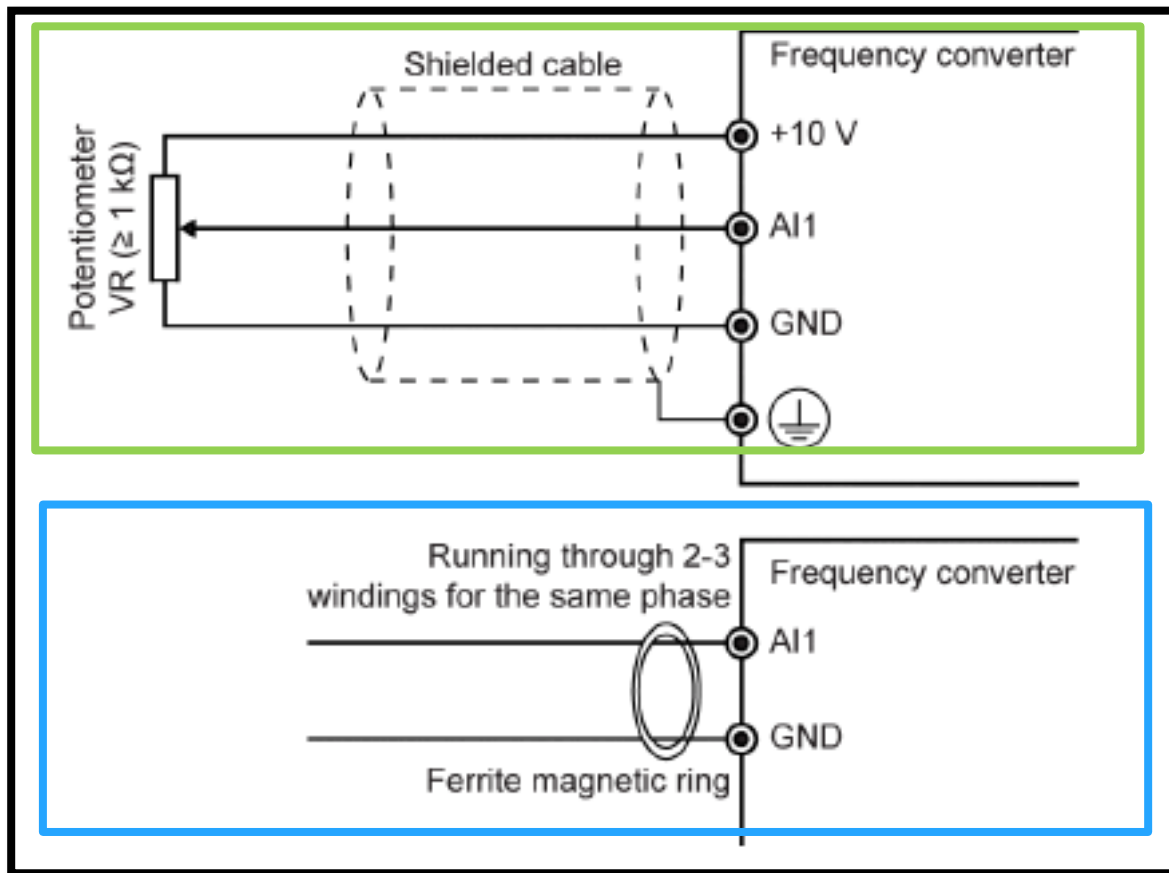 Shielded cable
Frequency converter
Potentiometer
VR (≥ 1 kΩ)
+10 V
AI1
GND
Running through 2-3
windings for the same phase
Frequency converter
AI1
GND
Ferrite magnetic ring